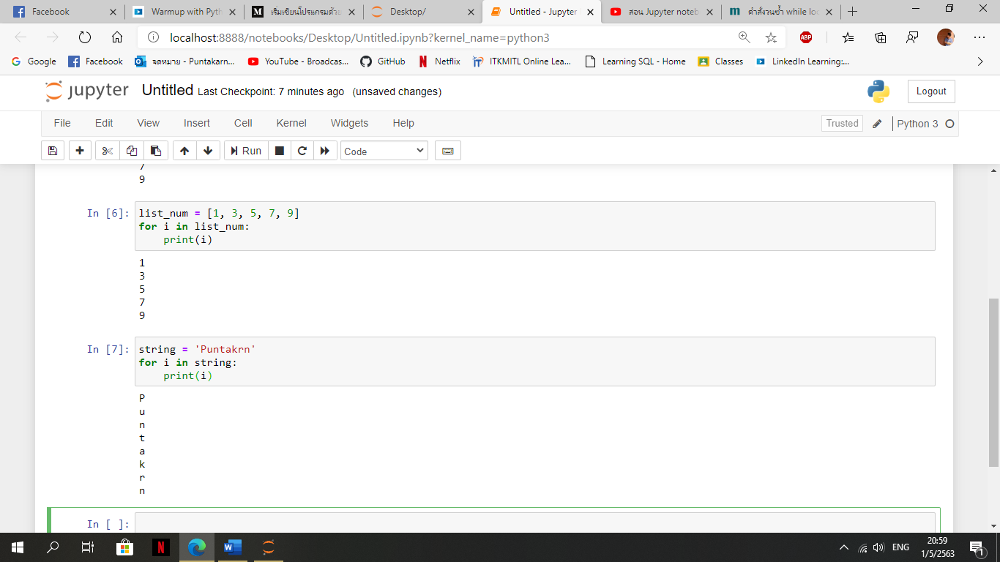 Facebook
Warmup with Pyth
เริ่มเขียนโปรแกรมด้วย
Desktop/
Untitled - Jupyter
สอน Jupyter noteb
คำสั่งวนซ้ำ while loo
localhost:8888/notebooks/Desktop/Untitled.ipynb?kernel_name=python3
ABP
Google
Facebook
จดหมาย - Puntakarn...
YouTube - Broadcas...
GitHub
Netflix
ITKMITL Online Lea...
Learning SQL - Home
Classes
LinkedIn Learning:...
jupyter Untitled Last Checkpoint: 7 minutes ago (unsaved changes)
Logout
File Edit View Insert Cell Kernel Widgets Help
Trusted
Python 3
Run
Code
7
9
In [6]: list_num = [1, 3, 5, 7, 9]
for i in list_num:
    print(i)
1
3
5
7
9
In [7]: string = 'Puntakrn'
for i in string:
    print(i)
P
u
n
t
a
k
r
n
In [ ]:
ENG
20:59
1/5/2563
1